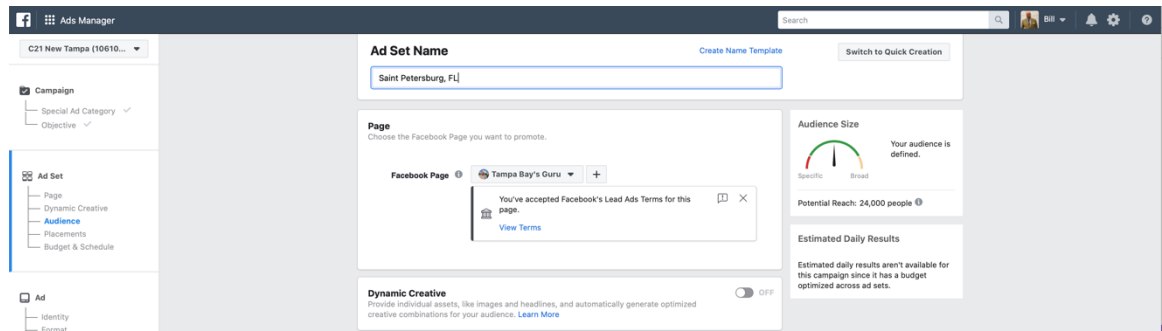 Ads Manager
Search
Bill
C21 New Tampa (10610...
Campaign
Special Ad Category
Objective
Ad Set
Page
Dynamic Creative
Audience
Placements
Budget & Schedule
Ad
Identity
Format
Ad Set Name
Create Name Template
Saint Petersburg, FL
Switch to Quick Creation
Page
Choose the Facebook Page you want to promote.
Facebook Page
Tampa Bay's Guru
You've accepted Facebook's Lead Ads Terms for this
page.
View Terms
Dynamic Creative
OFF
Provide individual assets, like images and headlines, and automatically generate optimized
creative combinations for your audience. Learn More
Audience Size
Your audience is
defined.
Specific
Broad
Potential Reach: 24,000 people
Estimated Daily Results
Estimated daily results aren't available for
this campaign since it has a budget
optimized across ad sets.